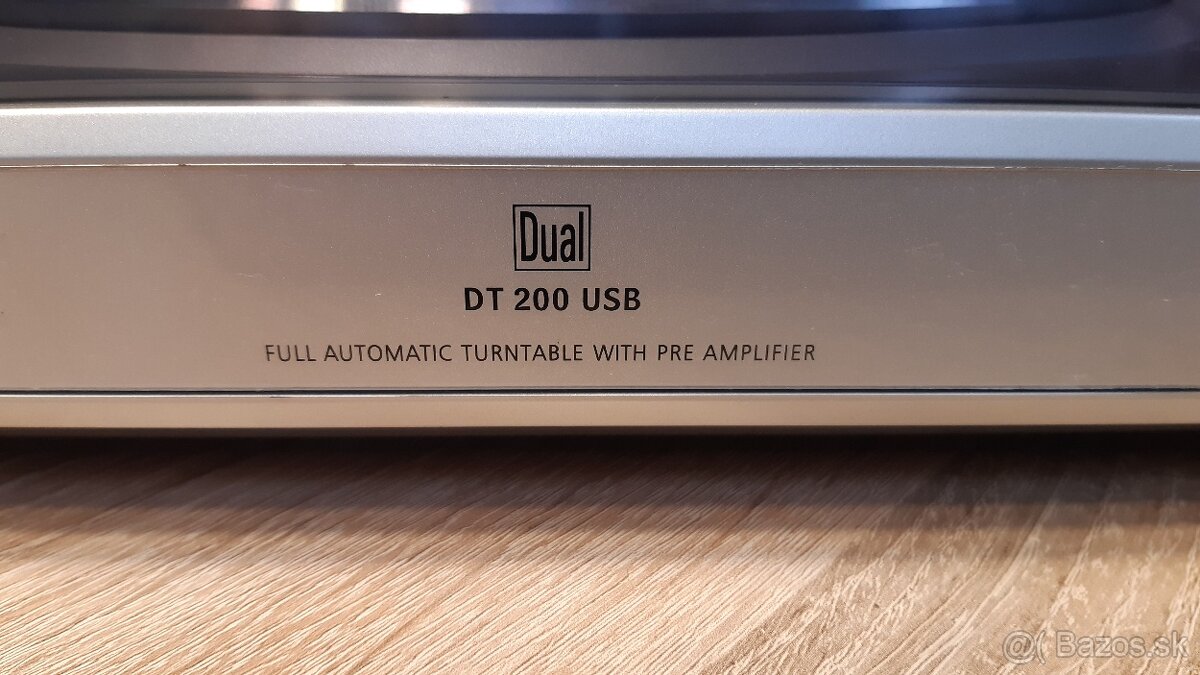 Dual
DT 200 USB
FULL AUTOMATIC TURNTABLE WITH PRE AMPLIFIER
Bazos.sk